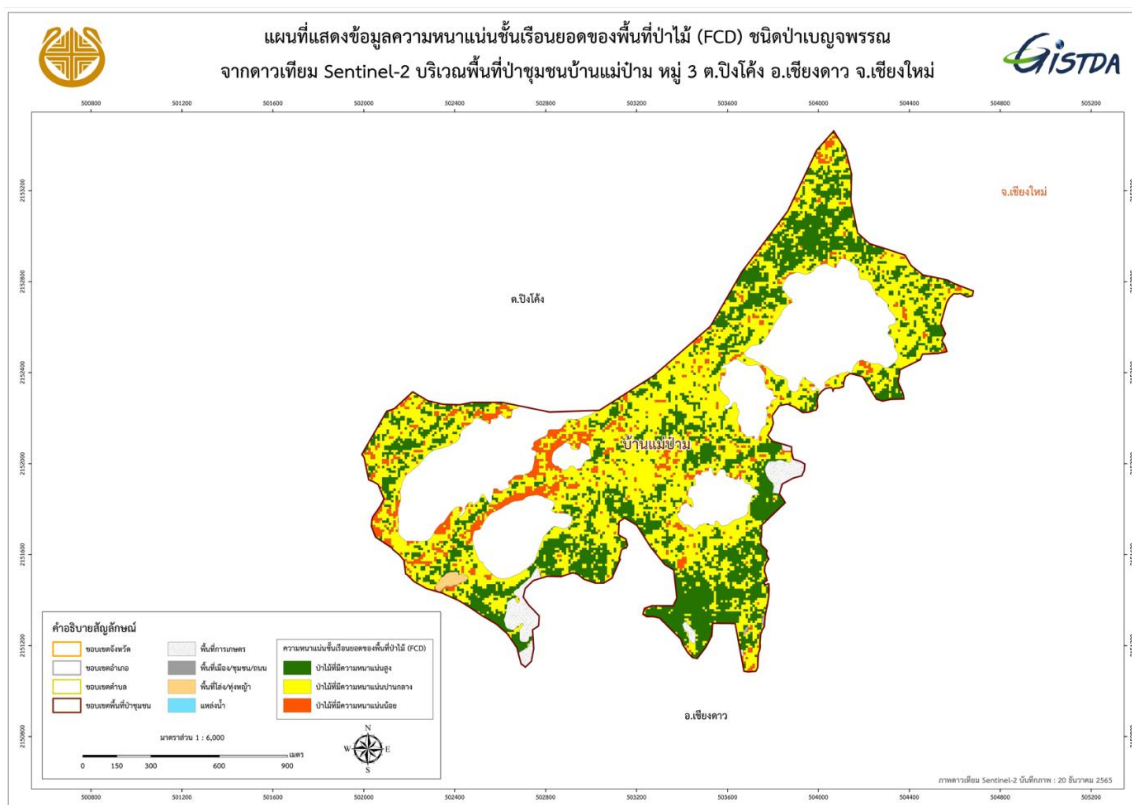 แผนที่แสดงข้อมูลความหนาแน่นชั้นเรือนยอดของพื้นที่ป่าไม้ (FCD) ชนิดป่าเบญจพรรณ
จากดาวเทียม Sentinel-2 บริเวณพื้นที่ป่าชุมชนบ้านแม่ป๋าม หมู่ 3 ต.ปิงโค้ง อ.เชียงดาว จ.เชียงใหม่
GISTDA
500800 501200 501600 502000 502400 502800 503200 503600 504000 504400 504800 505200
2153200
จ.เชียงใหม่
2152800
ต.ปิงโค้ง
2152400
บ้านแม่ป๋าม
2152000
2151600
2151200
2150800
คำอธิบายสัญลักษณ์
ขอบเขตจังหวัด
ขอบเขตอำเภอ
ขอบเขตตำบล
ขอบเขตพื้นที่ป่าชุมชน
พื้นที่การเกษตร
พื้นที่เมือง/ชุมชน/ถนน
พื้นที่โล่ง/ทุ่งหญ้า
แหล่งน้ำ
ความหนาแน่นชั้นเรือนยอดของพื้นที่ป่าไม้ (FCD)
ป่าไม้ที่มีความหนาแน่นสูง
ป่าไม้ที่มีความหนาแน่นปานกลาง
ป่าไม้ที่มีความหนาแน่นน้อย
มาตราส่วน 1 : 6,000
เมตร
0 150 300 600 900
N
W E
S
อ.เชียงดาว
ภาพดาวเทียม Sentinel-2 บันทึกภาพ : 20 ธันวาคม 2565
500800 501200 501600 502000 502400 502800 503200 503600 504000 504400 504800 505200